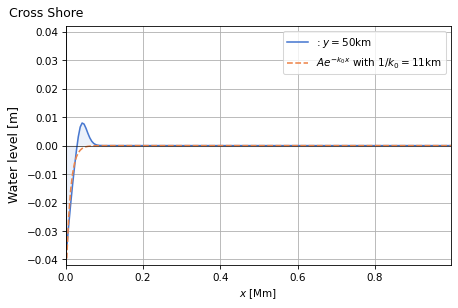 Cross Shore
: y = 50km
Ae^{-k_0x} with 1/k_0 = 11km
Water level [m]
0.04
0.03
0.02
0.01
0.00
−0.01
−0.02
−0.03
−0.04
0.0 0.2 0.4 0.6 0.8
x [Mm]